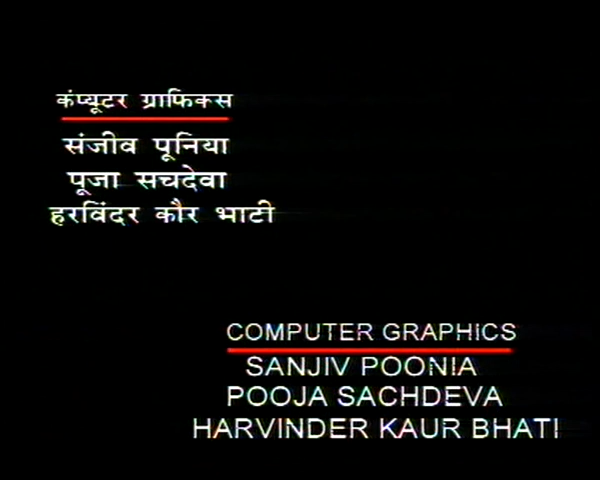 कंप्यूटर ग्राफिक्स
संजीव पूनिया
पूजा सचदेवा
हरविंदर कौर भाटी
COMPUTER GRAPHICS
SANJIV POONIA
POOJA SACHDEVA
HARVINDER KAUR BHATI